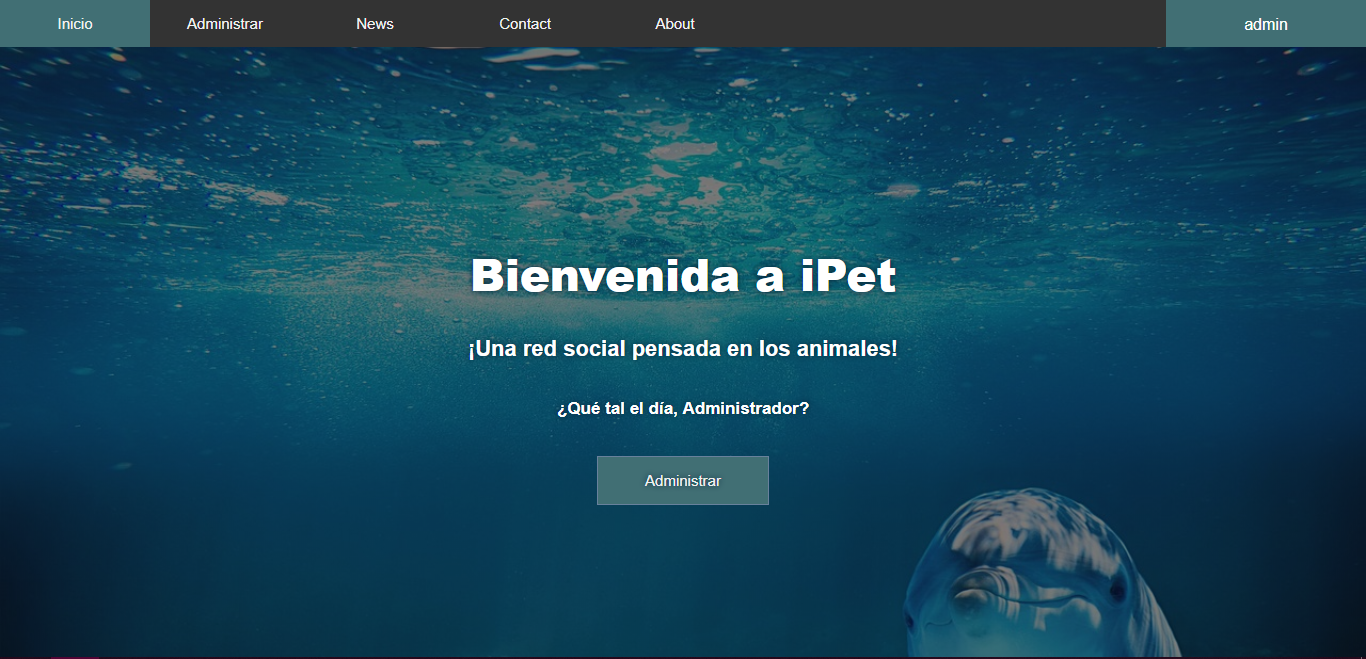 Inicio Administrar News Contact About admin
Bienvenida a iPet
¡Una red social pensada en los animales!
¿Qué tal el día, Administrador?
Administrar